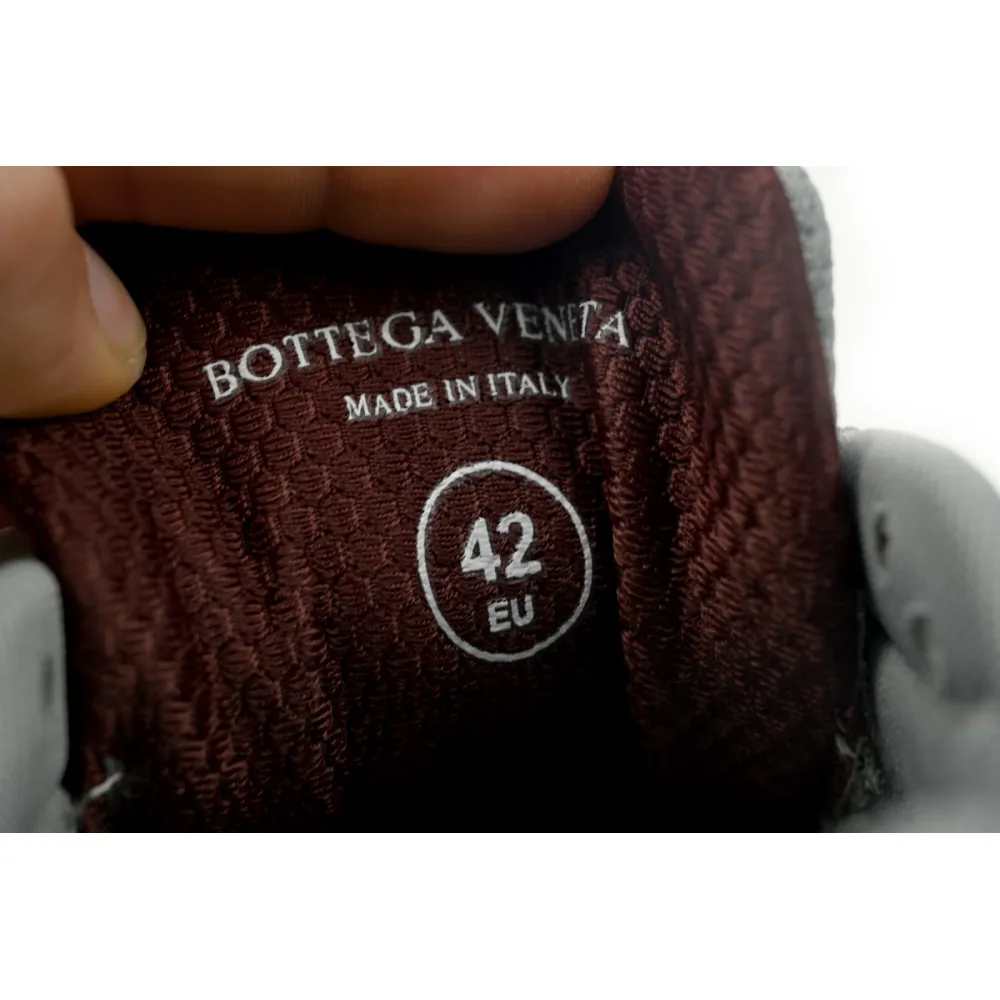 BOTTEGA VENETA
MADE IN ITALY
42
EU